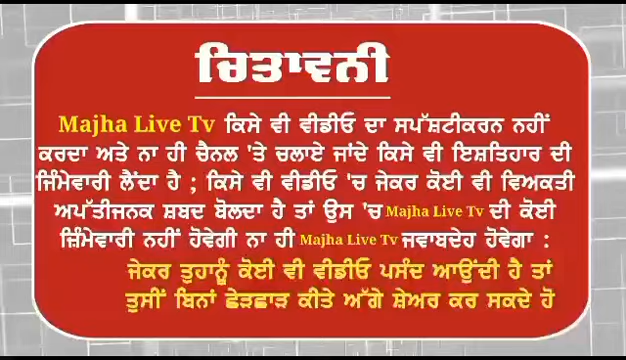 ਚਿਤਾਵਨੀ
Majha Live Tv ਕਿਸੇ ਵੀ ਵੀਡੀਓ ਦਾ ਸਪੱਸ਼ਟੀਕਰਨ ਨਹੀਂ
ਕਰਦਾ ਅਤੇ ਨਾ ਹੀ ਚੈਨਲ 'ਤੇ ਚਲਾਏ ਜਾਂਦੇ ਕਿਸੇ ਵੀ ਇਸ਼ਤਿਹਾਰ ਦੀ
ਜਿੰਮੇਵਾਰੀ ਲੈਂਦਾ ਹੈ ; ਕਿਸੇ ਵੀ ਵੀਡੀਓ 'ਚ ਜੇਕਰ ਕੋਈ ਵੀ ਵਿਅਕਤੀ
ਅਪੱਤੀਜਨਕ ਸ਼ਬਦ ਬੋਲਦਾ ਹੈ ਤਾਂ ਉਸ 'ਚ Majha Live Tv ਦੀ ਕੋਈ
ਜ਼ਿੰਮੇਵਾਰੀ ਨਹੀਂ ਹੋਵੇਗੀ ਨਾ ਹੀ Majha Live Tv ਜਵਾਬਦੇਹ ਹੋਵੇਗਾ :
ਜੇਕਰ ਤੁਹਾਨੂੰ ਕੋਈ ਵੀ ਵੀਡੀਓ ਪਸੰਦ ਆਉਂਦੀ ਹੈ ਤਾਂ
ਤੁਸੀਂ ਬਿਨਾਂ ਛੇੜਛਾੜ ਕੀਤੇ ਅੱਗੇ ਸ਼ੇਅਰ ਕਰ ਸਕਦੇ ਹੋ